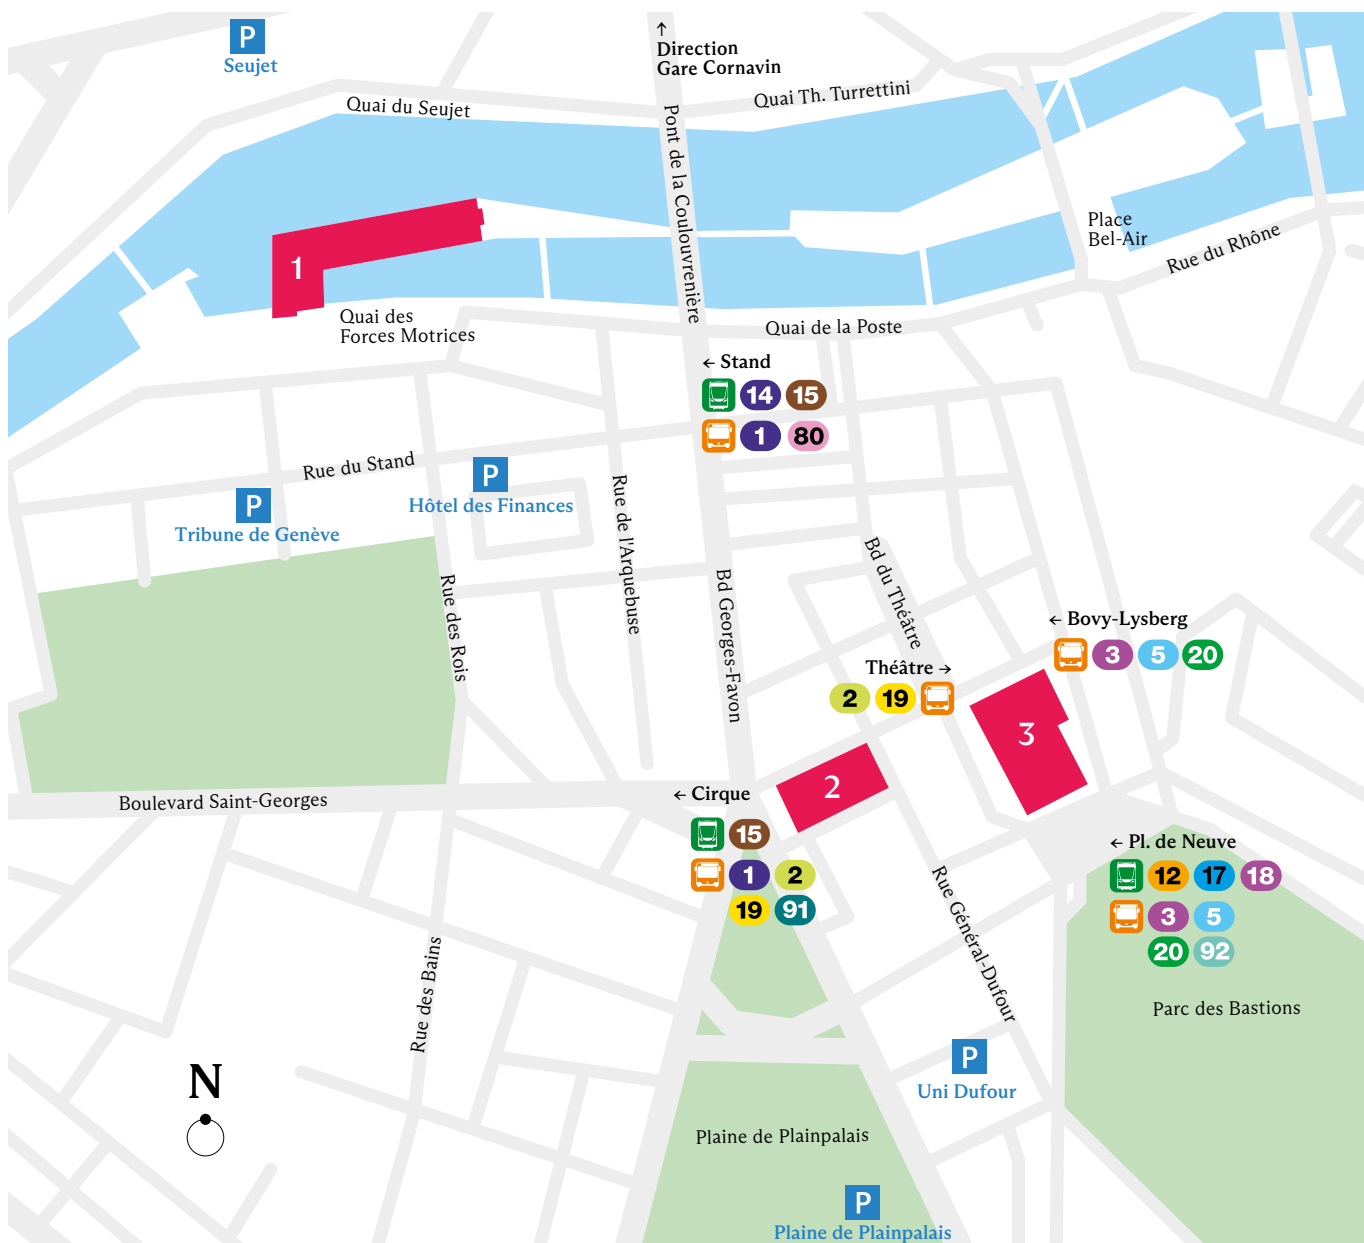 P
Seujet
↑
Direction
Gare Cornavin
Quai du Seujet
Quai Th. Turrettini
Pont de la Coulouvrenière
Place
Bel-Air
Rue du Rhône
1
Quai des
Forces Motrices
Quai de la Poste
← Stand
14 15
1 80
Rue du Stand
P
Hôtel des Finances
P
Tribune de Genève
Rue de l'Arquebuse
Bd du Théâtre
Rue des Rois
Bd Georges-Favon
← Bovy-Lysberg
3 5 20
Théâtre →
2 19
3
2
Boulevard Saint-Georges
← Cirque
15
1 2
19 91
← Pl. de Neuve
12 17 18
3 5
20 92
Rue Général-Dufour
Rue des Bains
Parc des Bastions
P
Uni Dufour
N
Plaine de Plainpalais
P
Plaine de Plainpalais